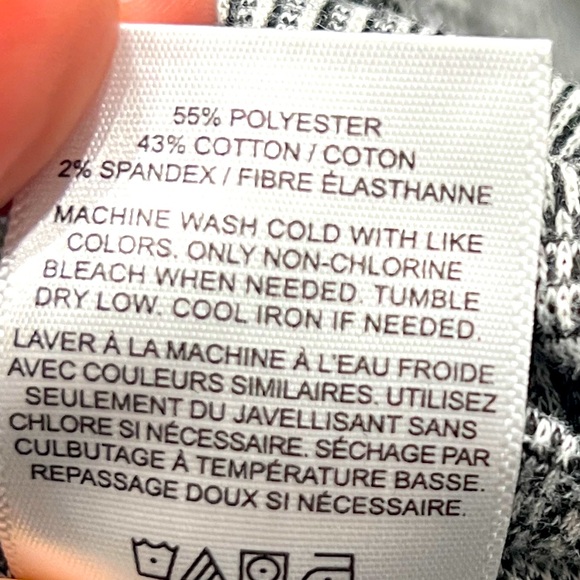 55% POLYESTER
43% COTTON / COTON
2% SPANDEX / FIBRE ÉLASTHANNE
MACHINE WASH COLD WITH LIKE
COLORS. ONLY NON-CHLORINE
BLEACH WHEN NEEDED. TUMBLE
DRY LOW. COOL IRON IF NEEDED.
LAVER À LA MACHINE À L'EAU FROIDE
AVEC COULEURS SIMILAIRES. UTILISEZ
SEULEMENT DU JAVELLISANT SANS
CHLORE SI NÉCESSAIRE. SÉCHAGE PAR
CULBUTAGE À TEMPÉRATURE BASSE.
REPASSAGE DOUX SI NÉCESSAIRE.